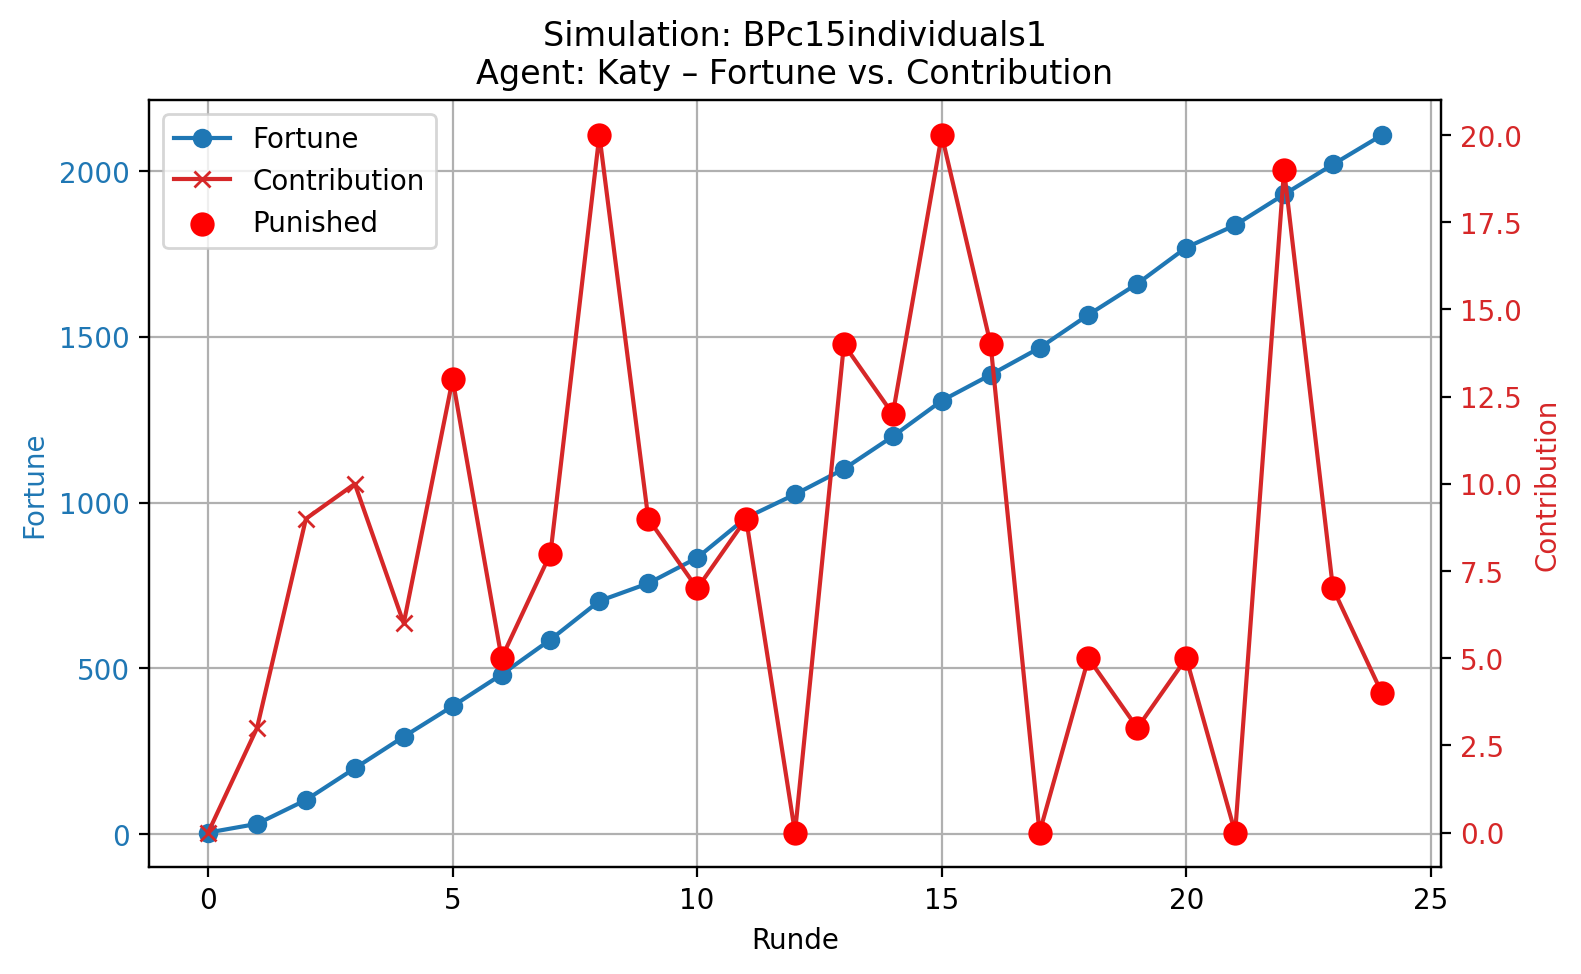 Simulation: BPc15individuals1
Agent: Katy – Fortune vs. Contribution
Fortune
Contribution
Punished
2000
1500
1000
500
0
Fortune
20.0
17.5
15.0
12.5
10.0
7.5
5.0
2.5
0.0
Contribution
0 5 10 15 20 25
Runde